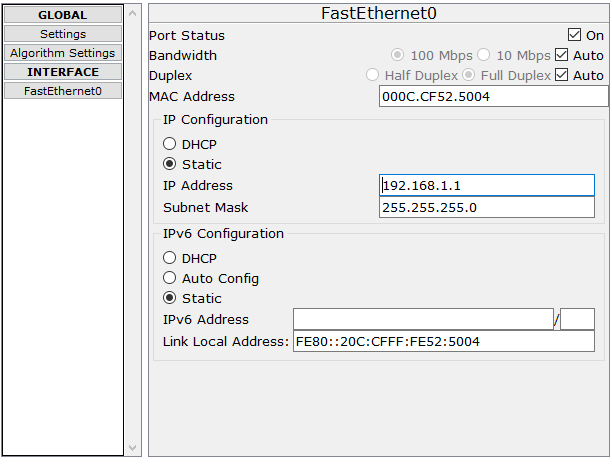 GLOBAL
Settings
Algorithm Settings
INTERFACE
FastEthernet0
FastEthernet0
Port Status On
Bandwidth 100 Mbps 10 Mbps Auto
Duplex Half Duplex Full Duplex Auto
MAC Address 000C.CF52.5004
IP Configuration
DHCP
Static
IP Address 192.168.1.1
Subnet Mask 255.255.255.0
IPv6 Configuration
DHCP
Auto Config
Static
IPv6 Address /
Link Local Address: FE80::20C:CFFF:FE52:5004